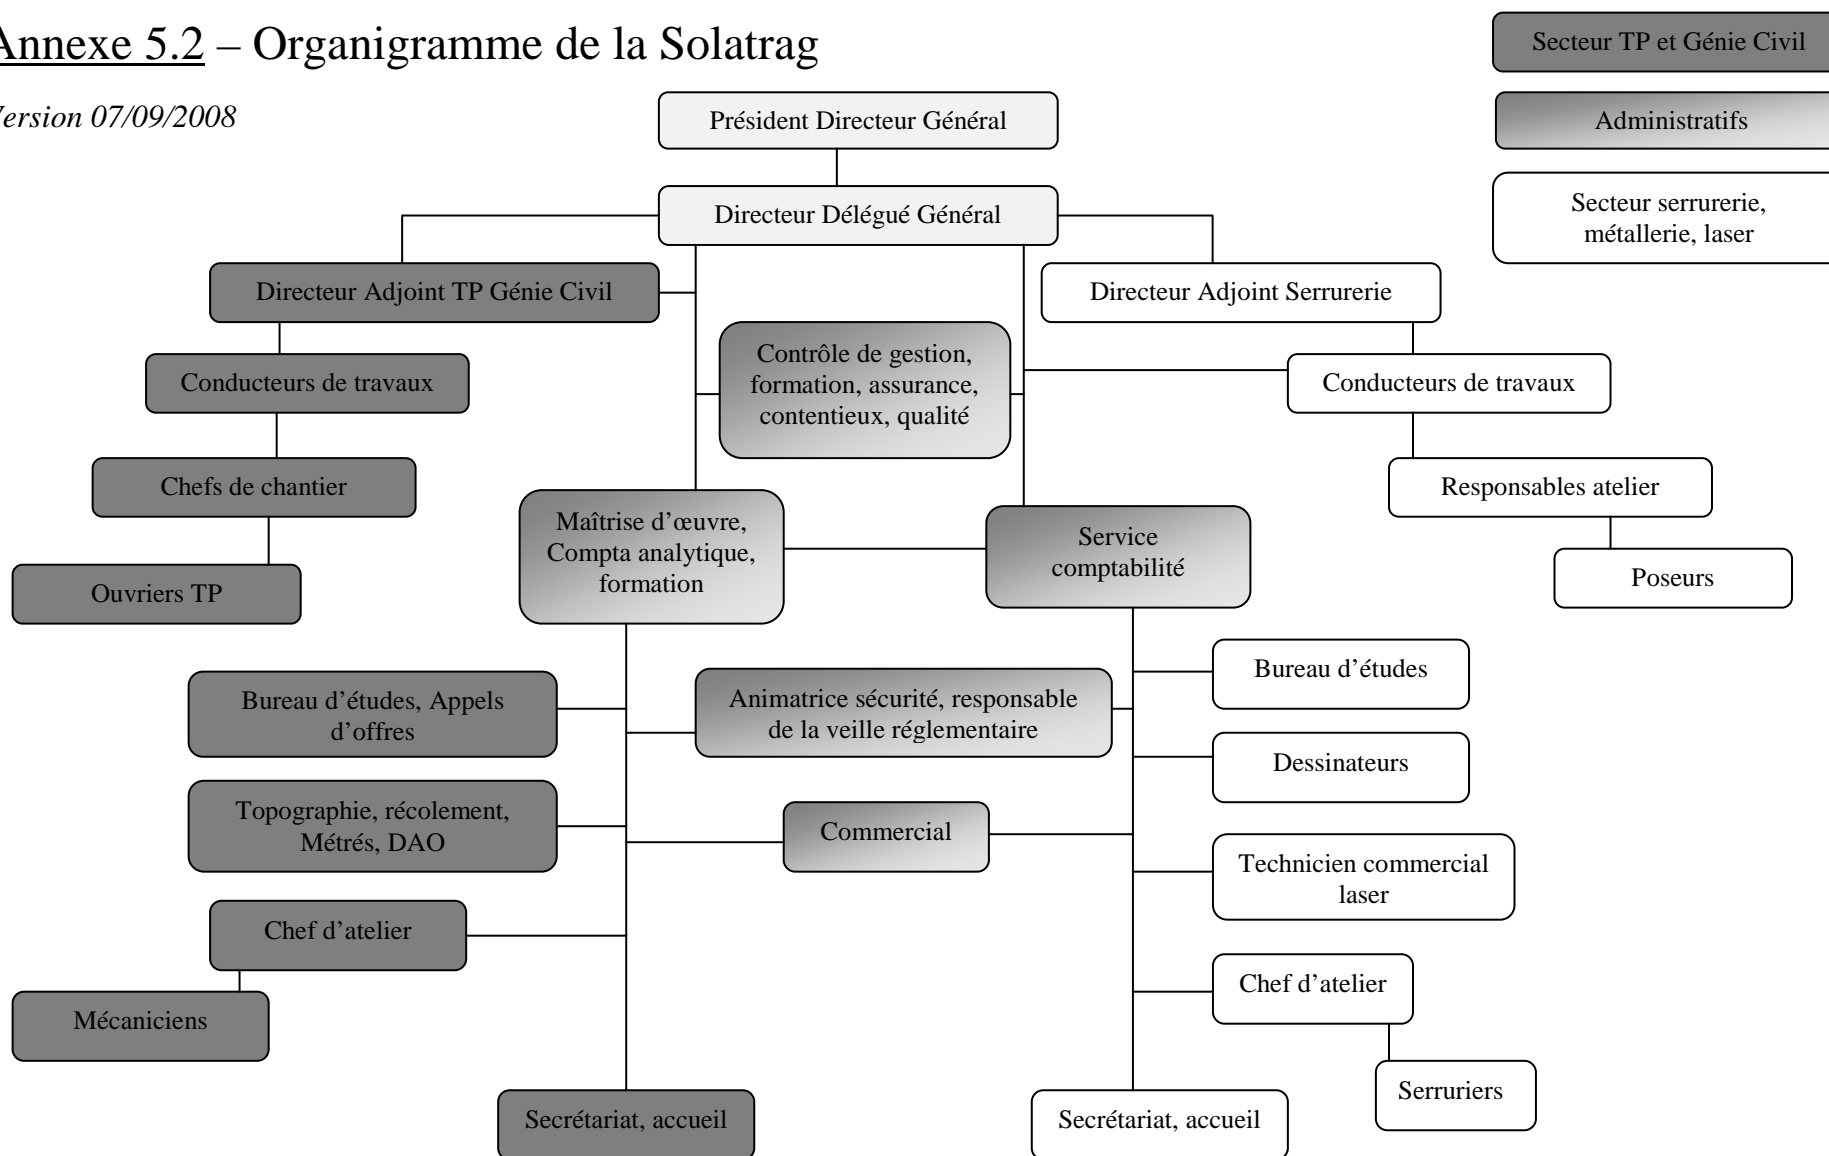 Annexe 5.2 – Organigramme de la Solatrag
Version 07/09/2008
Secteur TP et Génie Civil
Administratifs
Secteur serrurerie,
métallerie, laser
Président Directeur Général
Directeur Délégué Général
Directeur Adjoint TP Génie Civil
Directeur Adjoint Serrurerie
Contrôle de gestion,
formation, assurance,
contentieux, qualité
Conducteurs de travaux
Conducteurs de travaux
Chefs de chantier
Responsables atelier
Maîtrise d’œuvre,
Compta analytique,
formation
Service
comptabilité
Ouvriers TP
Poseurs
Bureau d’études, Appels
d’offres
Animatrice sécurité, responsable
de la veille réglementaire
Bureau d’études
Dessinateurs
Topographie, récolement,
Métrés, DAO
Commercial
Technicien commercial
laser
Chef d’atelier
Chef d’atelier
Mécaniciens
Serruriers
Secrétariat, accueil
Secrétariat, accueil